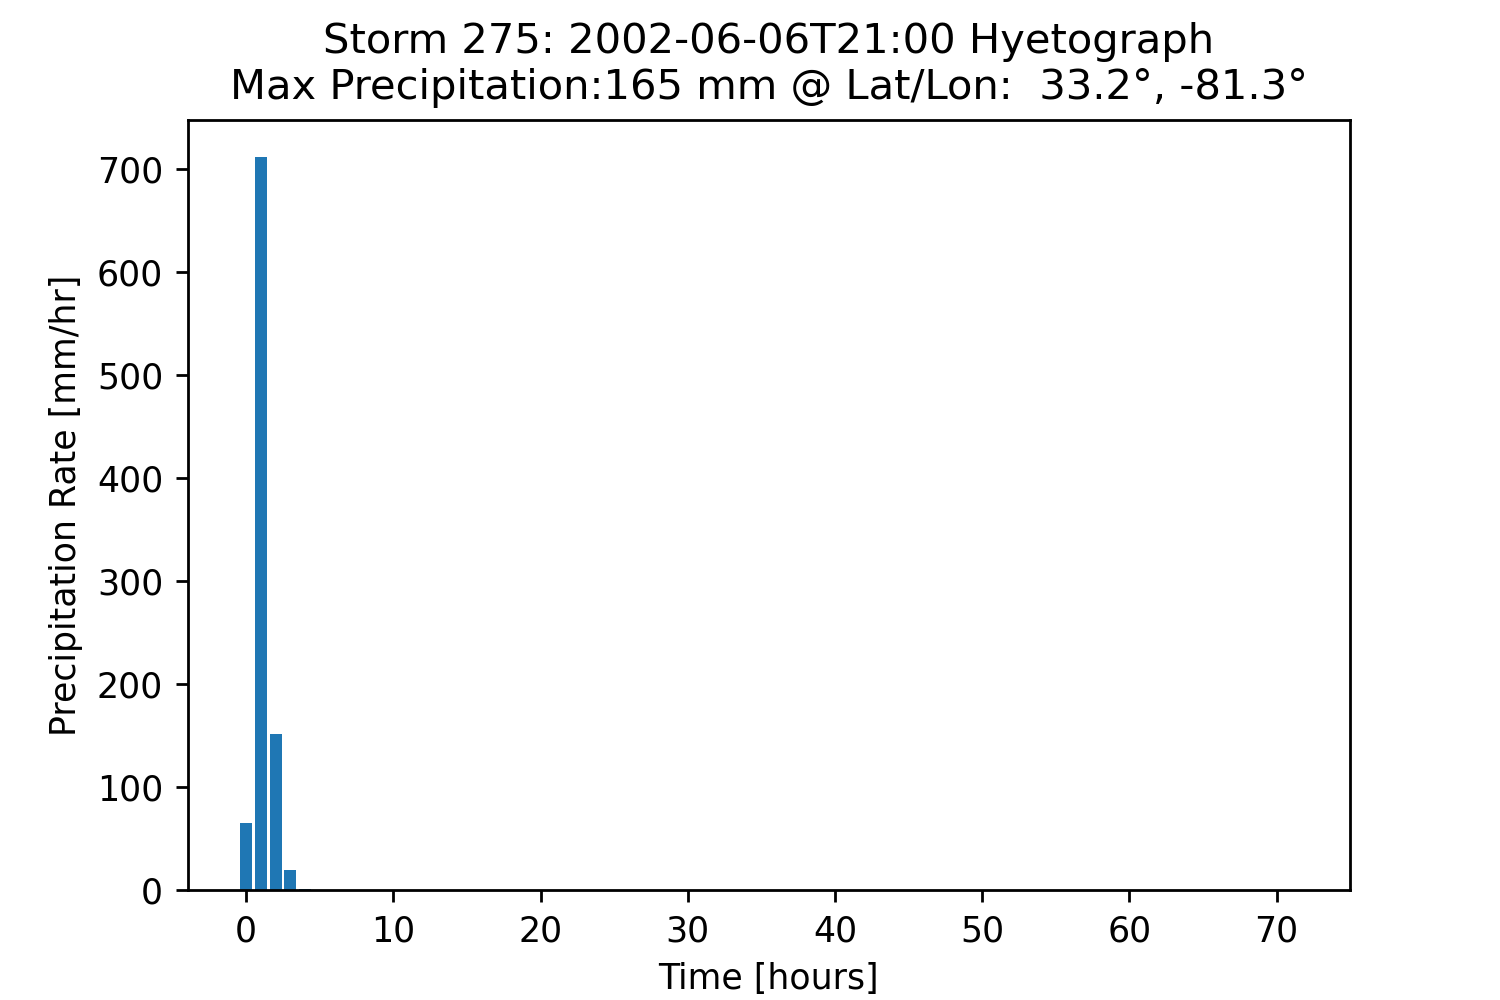 Storm 275: 2002-06-06T21:00 Hyetograph
Max Precipitation:165 mm @ Lat/Lon:  33.2°, -81.3°
Precipitation Rate [mm/hr]
700
600
500
400
300
200
100
0
0 10 20 30 40 50 60 70
Time [hours]